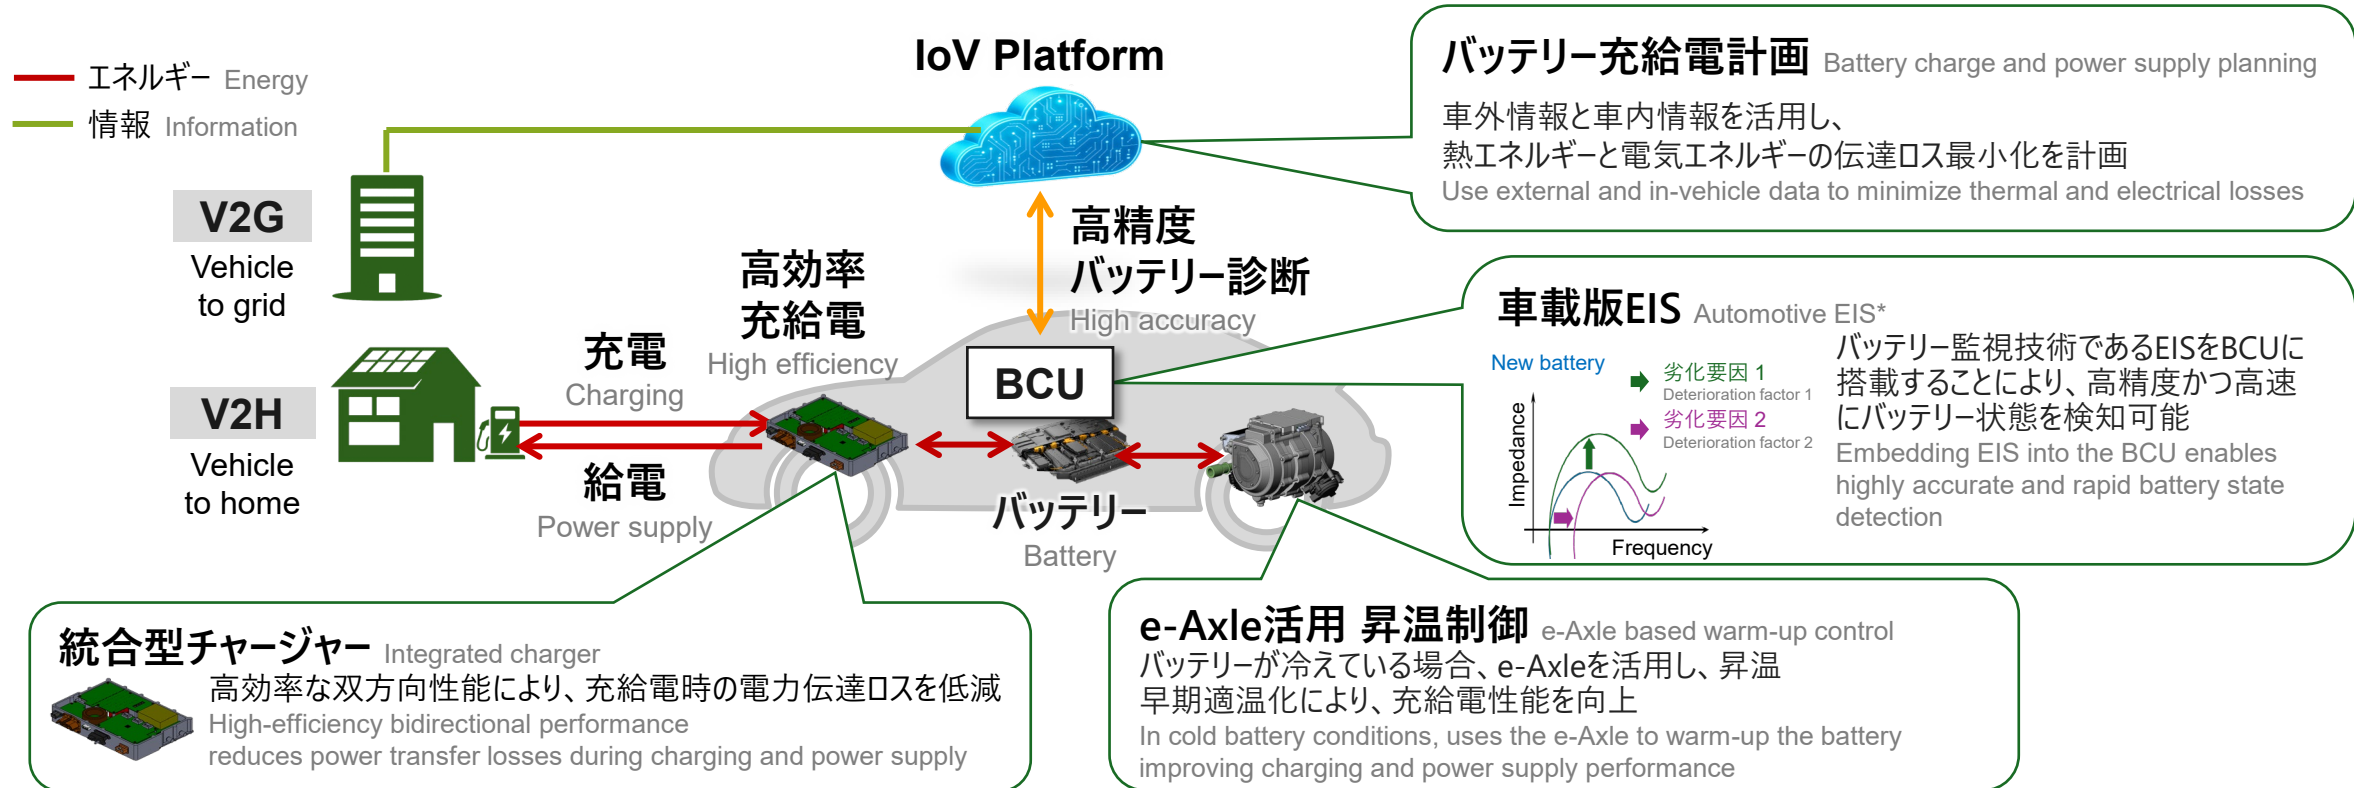 エネルギー Energy
情報 Information
IoV Platform
V2G
Vehicle
to grid
V2H
Vehicle
to home
充電
Charging
給電
Power supply
高効率
充給電
High efficiency
高精度
バッテリー診断
High accuracy
BCU
バッテリー
Battery
バッテリー充給電計画 Battery charge and power supply planning
車外情報と車内情報を活用し、
熱エネルギーと電気エネルギーの伝達ロス最小化を計画
Use external and in-vehicle data to minimize thermal and electrical losses
車載版EIS Automotive EIS*
New battery
劣化要因 1
Deterioration factor 1
劣化要因 2
Deterioration factor 2
Impedance
Frequency
バッテリー監視技術であるEISをBCUに
搭載することにより、高精度かつ高速
にバッテリー状態を検知可能
Embedding EIS into the BCU enables
highly accurate and rapid battery state
detection
統合型チャージャー Integrated charger
高効率な双方向性能により、充給電時の電力伝達ロスを低減
High-efficiency bidirectional performance
reduces power transfer losses during charging and power supply
e-Axle活用 昇温制御 e-Axle based warm-up control
バッテリーが冷えている場合、e-Axleを活用し、昇温
早期適温化により、充給電性能を向上
In cold battery conditions, uses the e-Axle to warm-up the battery
improving charging and power supply performance